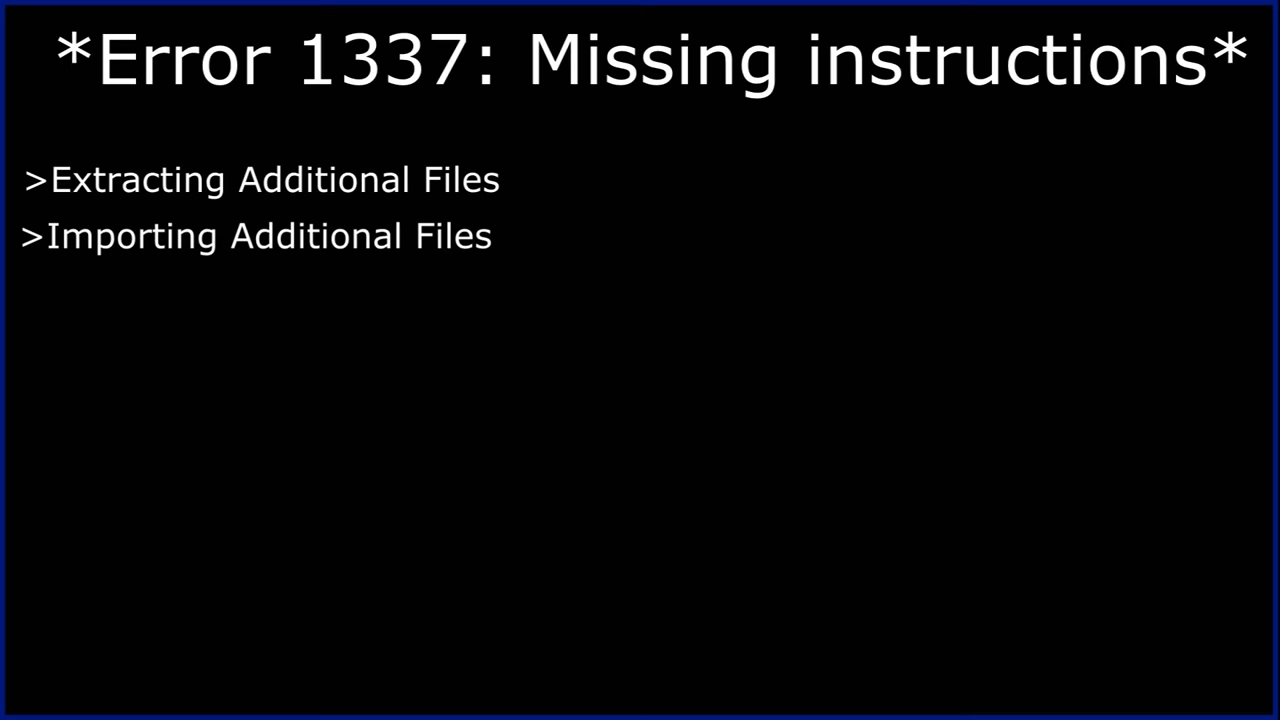 *Error 1337: Missing instructions*
>Extracting Additional Files
>Importing Additional Files